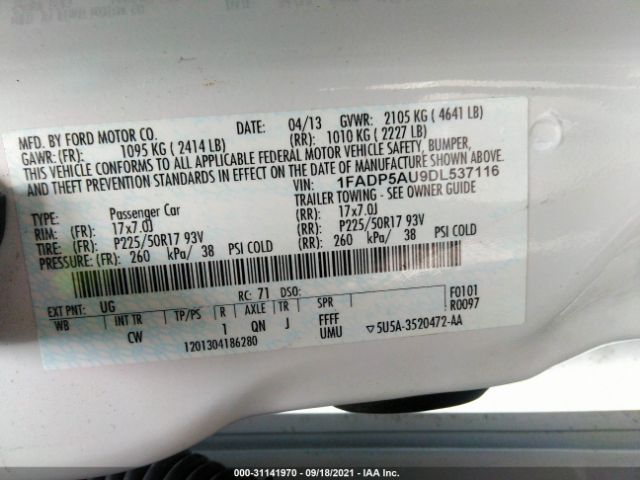 MFD. BY FORD MOTOR CO.
DATE: 04/13 GVWR: 2105 KG ( 4641 LB)
GAWR: (FR): 1095 KG ( 2414 LB) (RR): 1010 KG ( 2227 LB)
THIS VEHICLE CONFORMS TO ALL APPLICABLE FEDERAL MOTOR VEHICLE SAFETY, BUMPER,
AND THEFT PREVENTION STANDARDS IN EFFECT ON THE DATE OF MANUFACTURE SHOWN ABOVE.
VIN: 1FADP5AU9DL537116
TYPE: Passenger Car TRAILER TOWING - SEE OWNER GUIDE
RIM: (FR): 17x7.0J (RR): 17x7.0J
TIRE: (FR): P225/50R17 93V (RR): P225/50R17 93V
PRESSURE: (FR): 260 kPa/ 38 PSI COLD (RR): 260 kPa/ 38 PSI COLD
EXT PNT: UG RC: 71 DSO: F0101
WB INT TR TP/PS R AXLE TR SPR R0097
CW 1 QN J FFFF
UMU ▽5U5A-3520472-AA
1201304186280
000-31141970 - 09/18/2021 - IAA Inc.